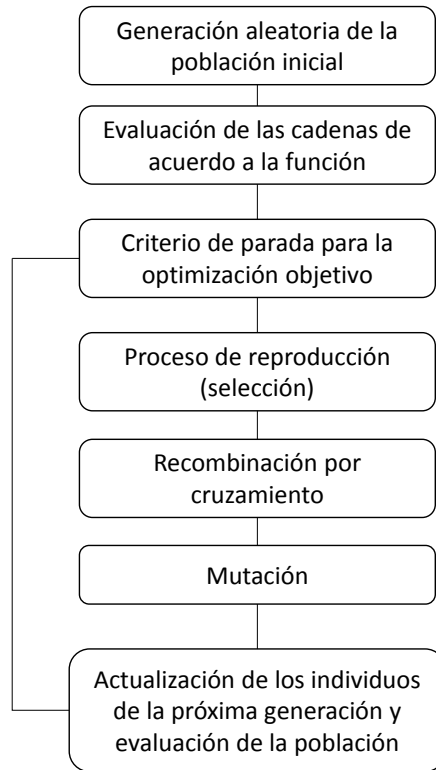 Generación aleatoria de la
población inicial
Evaluación de las cadenas de
acuerdo a la función
Criterio de parada para la
optimización objetivo
Proceso de reproducción
(selección)
Recombinación por
cruzamiento
Mutación
Actualización de los individuos
de la próxima generación y
evaluación de la población